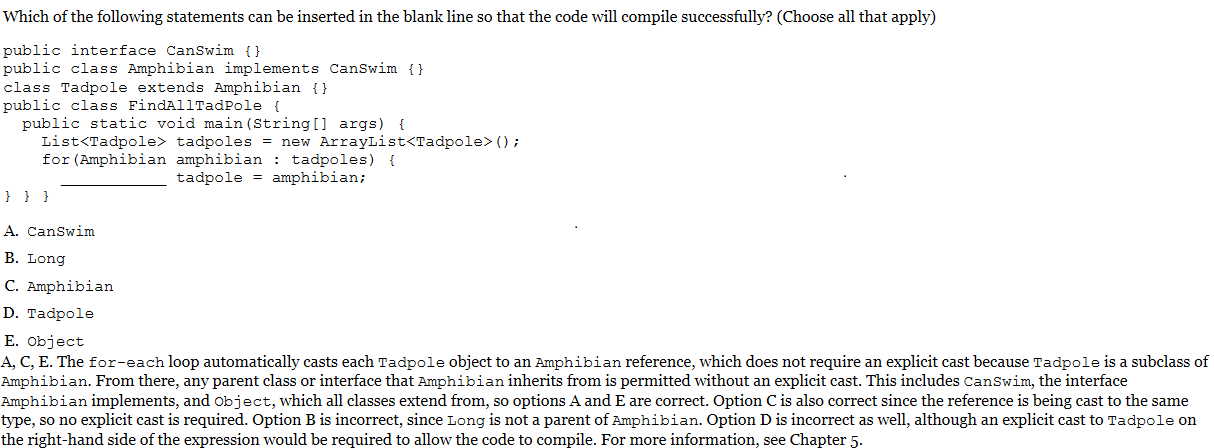 Which of the following statements can be inserted in the blank line so that the code will compile successfully? (Choose all that apply)
public interface CanSwim {}
public class Amphibian implements CanSwim {}
class Tadpole extends Amphibian {}
public class FindAllTadPole {
public static void main(String[] args) {
List<Tadpole> tadpoles = new ArrayList<Tadpole>();
for(Amphibian amphibian : tadpoles) {
___________ tadpole = amphibian;
} } }
A. CanSwim
B. Long
C. Amphibian
D. Tadpole
E. Object
A, C, E. The for-each loop automatically casts each Tadpole object to an Amphibian reference, which does not require an explicit cast because Tadpole is a subclass of
Amphibian. From there, any parent class or interface that Amphibian inherits from is permitted without an explicit cast. This includes CanSwim, the interface
Amphibian implements, and Object, which all classes extend from, so options A and E are correct. Option C is also correct since the reference is being cast to the same
type, so no explicit cast is required. Option B is incorrect, since Long is not a parent of Amphibian. Option D is incorrect as well, although an explicit cast to Tadpole on
the right-hand side of the expression would be required to allow the code to compile. For more information, see Chapter 5.